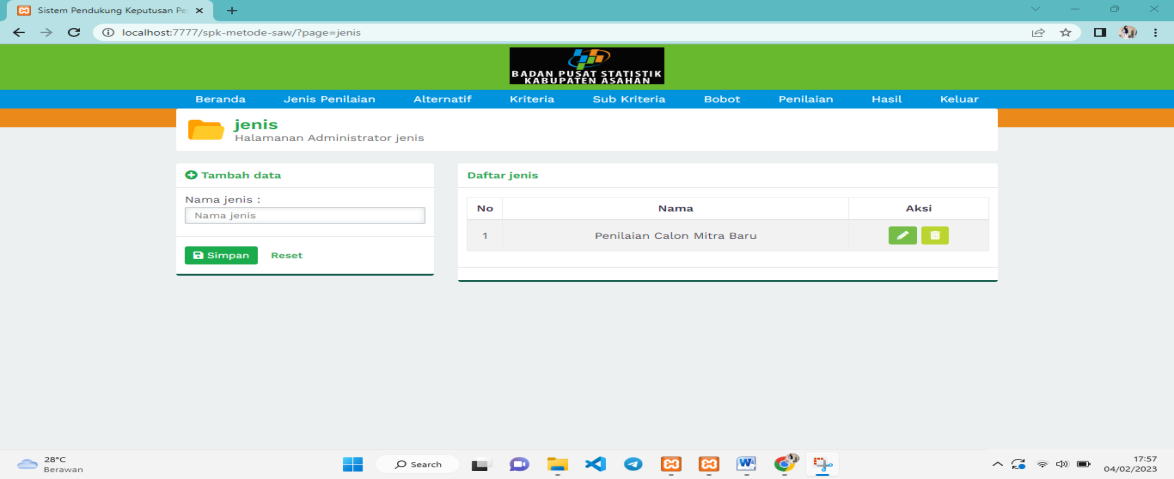 Sistem Pendukung Keputusan Pe
localhost:7777/spk-metode-saw/?page=jenis
BADAN PUSAT STATISTIK
KABUPATEN ASAHAN
Beranda Jenis Penilaian Alternatif Kriteria Sub Kriteria Bobot Penilaian Hasil Keluar
jenis
Halamanan Administrator jenis
Tambah data
Nama jenis :
Nama jenis
Simpan Reset
Daftar jenis
No Nama Aksi
1 Penilaian Calon Mitra Baru
28°C
Berawan
Search
17:57
04/02/2023